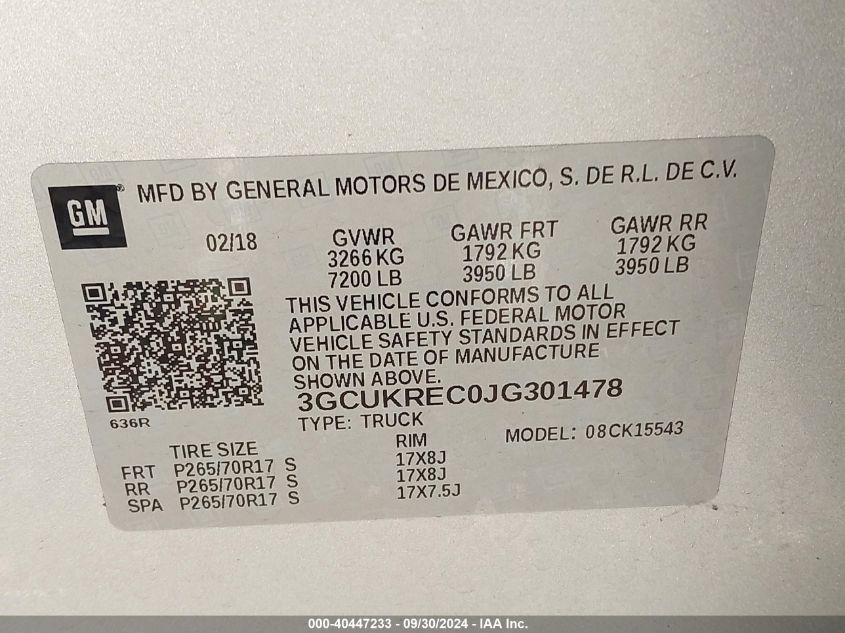 GM® MFD BY GENERAL MOTORS DE MEXICO, S. DE R.L. DE C.V.
02/18 GVWR GAWR FRT GAWR RR
3266 KG 1792 KG 1792 KG
7200 LB 3950 LB 3950 LB
THIS VEHICLE CONFORMS TO ALL
APPLICABLE U.S. FEDERAL MOTOR
VEHICLE SAFETY STANDARDS IN EFFECT
ON THE DATE OF MANUFACTURE
SHOWN ABOVE.
3GCUKREC0JG301478
636R
TYPE: TRUCK
MODEL: 08CK15543
TIRE SIZE RIM
FRT P265/70R17 S 17X8J
RR P265/70R17 S 17X8J
SPA P265/70R17 S 17X7.5J
000-40447233 - 09/30/2024 - IAA Inc.